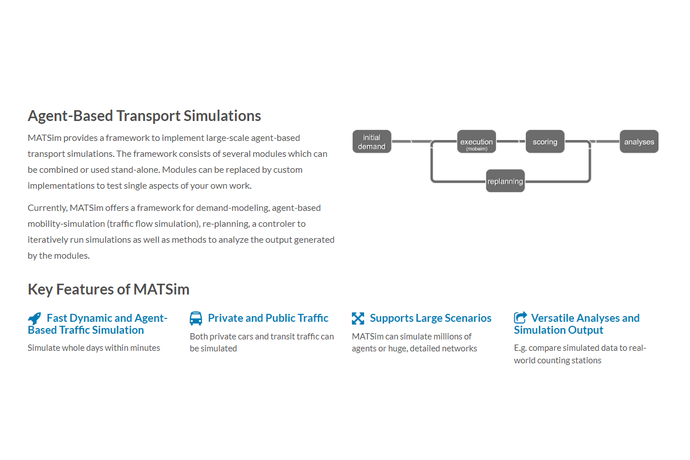 Agent-Based Transport Simulations
MATSim provides a framework to implement large-scale agent-based
transport simulations. The framework consists of several modules which can
be combined or used stand-alone. Modules can be replaced by custom
implementations to test single aspects of your own work.
Currently, MATSim offers a framework for demand-modeling, agent-based
mobility-simulation (traffic flow simulation), re-planning, a controler to
iteratively run simulations as well as methods to analyze the output generated
by the modules.
initial
demand
execution
(mobsim)
scoring
analyses
replanning
Key Features of MATSim
Fast Dynamic and Agent-
Based Traffic Simulation
Simulate whole days within minutes
Private and Public Traffic
Both private cars and transit traffic can
be simulated
Supports Large Scenarios
MATSim can simulate millions of
agents or huge, detailed networks
Versatile Analyses and
Simulation Output
E.g. compare simulated data to real-
world counting stations